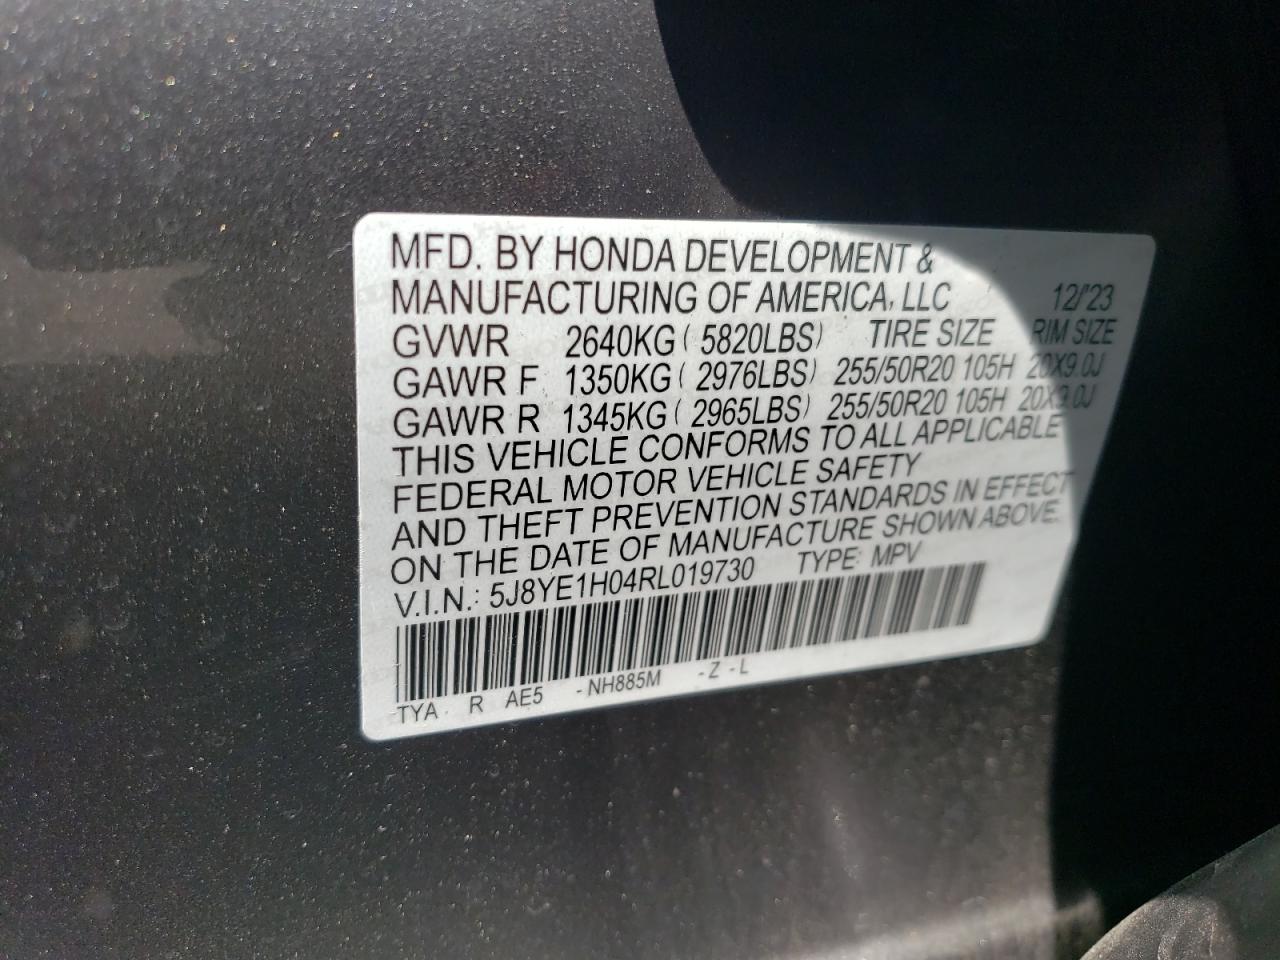 MFD. BY HONDA DEVELOPMENT &
MANUFACTURING OF AMERICA, LLC 12/'23
GVWR 2640KG ( 5820LBS) TIRE SIZE RIM SIZE
GAWR F 1350KG ( 2976LBS) 255/50R20 105H 20X9.0J
GAWR R 1345KG ( 2965LBS) 255/50R20 105H 20X9.0J
THIS VEHICLE CONFORMS TO ALL APPLICABLE
FEDERAL MOTOR VEHICLE SAFETY
AND THEFT PREVENTION STANDARDS IN EFFECT
ON THE DATE OF MANUFACTURE SHOWN ABOVE.
V.I.N.: 5J8YE1H04RL019730 TYPE: MPV
TYA R AE5 -NH885M -Z -L